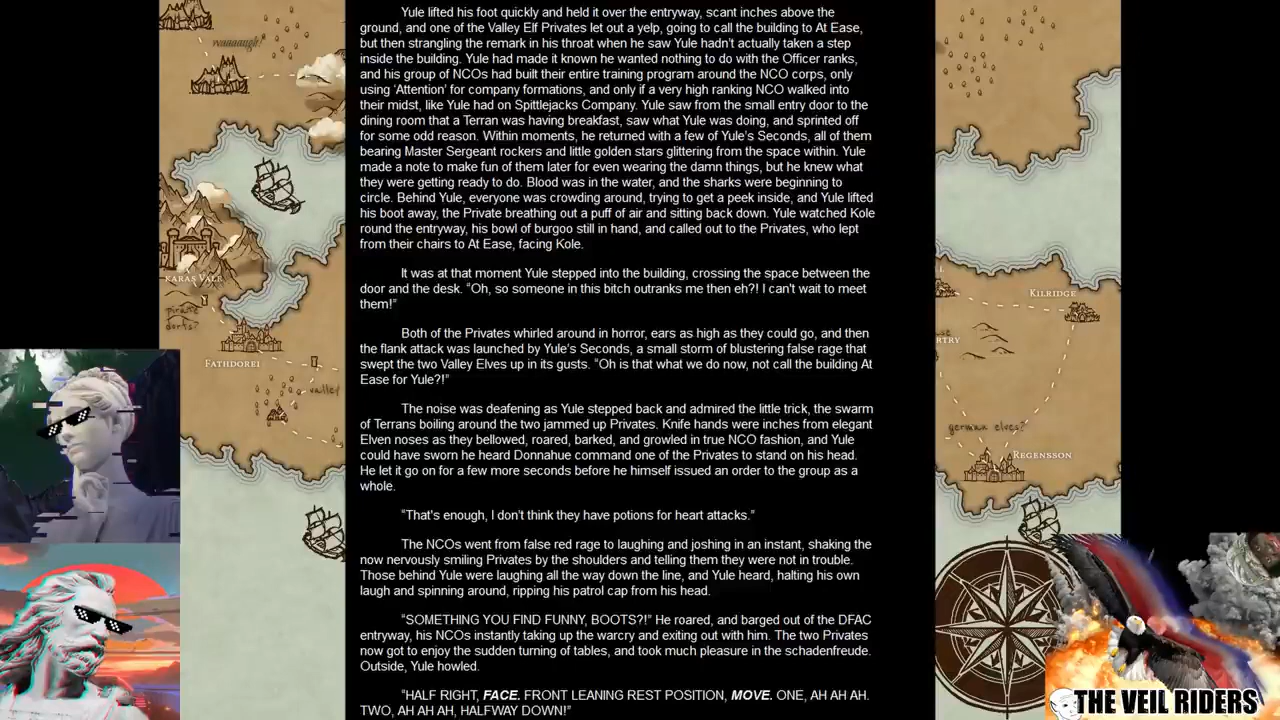 Yule lifted his foot quickly and held it over the entryway, scant inches above the
ground, and one of the Valley Elf Privates let out a yelp, going to call the building to At Ease,
but then strangling the remark in his throat when he saw Yule hadn't actually taken a step
inside the building. Yule had made it known he wanted nothing to do with the Officer ranks,
and his group of NCOs had built their entire training program around the NCO corps, only
using 'Attention' for company formations, and only if a very high ranking NCO walked into
their midst, like Yule had on Spittlejacks Company. Yule saw from the small entry door to the
dining room that a Terran was having breakfast, saw what Yule was doing, and sprinted off
for some odd reason. Within moments, he returned with a few of Yule's Seconds, all of them
bearing Master Sergeant rockers and little golden stars glittering from the space within. Yule
made a note to make fun of them later for even wearing the damn things, but he knew what
they were getting ready to do. Blood was in the water, and the sharks were beginning to
circle. Behind Yule, everyone was crowding around, trying to get a peek inside, and Yule lifted
his boot away, the Private breathing out a puff of air and sitting back down. Yule watched Kole
round the entryway, his bowl of burgoo still in hand, and called out to the Privates, who lept
from their chairs to At Ease, facing Kole.
It was at that moment Yule stepped into the building, crossing the space between the
door and the desk. “Oh, so someone in this bitch outranks me then eh?! I can't wait to meet
them!”
Both of the Privates whirled around in horror, ears as high as they could go, and then
the flank attack was launched by Yule's Seconds, a small storm of blustering false rage that
swept the two Valley Elves up in its gusts. “Oh is that what we do now, not call the building At
Ease for Yule?!”
The noise was deafening as Yule stepped back and admired the little trick, the swarm
of Terrans boiling around the two jammed up Privates. Knife hands were inches from elegant
Elven noses as they bellowed, roared, barked, and growled in true NCO fashion, and Yule
could have sworn he heard Donnahue command one of the Privates to stand on his head.
He let it go on for a few more seconds before he himself issued an order to the group as a
whole.
“That's enough, I don't think they have potions for heart attacks.”
The NCOs went from false red rage to laughing and joshing in an instant, shaking the
now nervously smiling Privates by the shoulders and telling them they were not in trouble.
Those behind Yule were laughing all the way down the line, and Yule heard, halting his own
laugh and spinning around, ripping his patrol cap from his head.
“SOMETHING YOU FIND FUNNY, BOOTS?!” He roared, and barged out of the DFAC
entryway, his NCOs instantly taking up the warcry and exiting out with him. The two Privates
now got to enjoy the sudden turning of tables, and took much pleasure in the schadenfreude.
Outside, Yule howled.
“HALF RIGHT, FACE. FRONT LEANING REST POSITION, MOVE. ONE, AH AH AH.
TWO, AH AH AH, HALFWAY DOWN!”
waaaaugh!
KARAS VALE
pirate
dorfs?
FATHDOREI
valley
KILRIDGE
RTRY
german elves?
REGENSSON
THE VEIL RIDERS